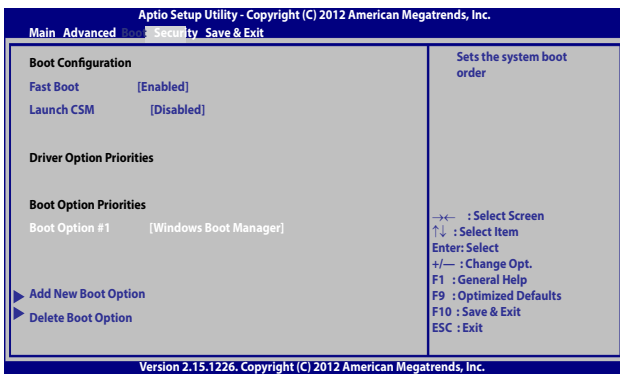 Aptio Setup Utility - Copyright (C) 2012 American Megatrends, Inc.
Main Advanced Boot Security Save & Exit
Boot Configuration
Fast Boot [Enabled]
Launch CSM [Disabled]
Driver Option Priorities
Boot Option Priorities
Boot Option #1 [Windows Boot Manager]
Add New Boot Option
Delete Boot Option
Sets the system boot
order
→← : Select Screen
↑↓ : Select Item
Enter: Select
+/— : Change Opt.
F1 : General Help
F9 : Optimized Defaults
F10 : Save & Exit
ESC : Exit
Version 2.15.1226. Copyright (C) 2012 American Megatrends, Inc.